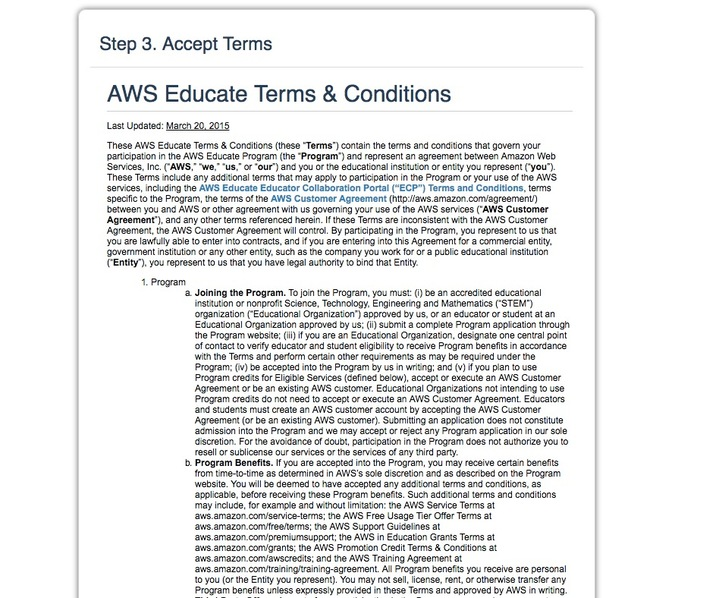 Step 3. Accept Terms
AWS Educate Terms & Conditions
Last Updated: March 20, 2015
These AWS Educate Terms & Conditions (these “Terms”) contain the terms and conditions that govern your
participation in the AWS Educate Program (the “Program”) and represent an agreement between Amazon Web
Services, Inc. (“AWS,” “we,” “us,” or “our”) and you or the educational institution or entity you represent (“you”).
These Terms include any additional terms that may apply to participation in the Program or your use of the AWS
services, including the AWS Educate Educator Collaboration Portal (“ECP”) Terms and Conditions, terms
specific to the Program, the terms of the AWS Customer Agreement (http://aws.amazon.com/agreement/)
between you and AWS or other agreement with us governing your use of the AWS services (“AWS Customer
Agreement”), and any other terms referenced herein. If these Terms are inconsistent with the AWS Customer
Agreement, the AWS Customer Agreement will control. By participating in the Program, you represent to us that
you are lawfully able to enter into contracts, and if you are entering into this Agreement for a commercial entity,
government institution or any other entity, such as the company you work for or a public educational institution
(“Entity”), you represent to us that you have legal authority to bind that Entity.
1. Program
a. Joining the Program. To join the Program, you must: (i) be an accredited educational
institution or nonprofit Science, Technology, Engineering and Mathematics (“STEM”)
organization (“Educational Organization”) approved by us, or an educator or student at an
Educational Organization approved by us; (ii) submit a complete Program application through
the Program website; (iii) if you are an Educational Organization, designate one central point
of contact to verify educator and student eligibility to receive Program benefits in accordance
with the Terms and perform certain other requirements as may be required under the
Program; (iv) be accepted into the Program by us in writing; and (v) if you plan to use
Program credits for Eligible Services (defined below), accept or execute an AWS Customer
Agreement or be an existing AWS customer. Educational Organizations not intending to use
Program credits do not need to accept or execute an AWS Customer Agreement. Educators
and students must create an AWS customer account by accepting the AWS Customer
Agreement (or be an existing AWS customer). Submitting an application does not constitute
admission into the Program and we may accept or reject any Program application in our sole
discretion. For the avoidance of doubt, participation in the Program does not authorize you to
resell or sublicense our services or the services of any third party.
b. Program Benefits. If you are accepted into the Program, you may receive certain benefits
from time-to-time as determined in AWS’s sole discretion and as described on the Program
website. You will be deemed to have accepted any additional terms and conditions, as
applicable, before receiving these Program benefits. Such additional terms and conditions
may include, for example and without limitation: the AWS Service Terms at
aws.amazon.com/service-terms; the AWS Free Usage Tier Offer Terms at
aws.amazon.com/free/terms; the AWS Support Guidelines at
aws.amazon.com/premiumsupport; the AWS in Education Grants Terms at
aws.amazon.com/grants; the AWS Promotion Credit Terms & Conditions at
aws.amazon.com/awscredits; and the AWS Training Agreement at
aws.amazon.com/training/training-agreement. All Program benefits you receive are personal
to you (or the Entity you represent). You may not sell, license, rent, or otherwise transfer any
Program benefits unless expressly provided in these Terms and approved by AWS in writing.